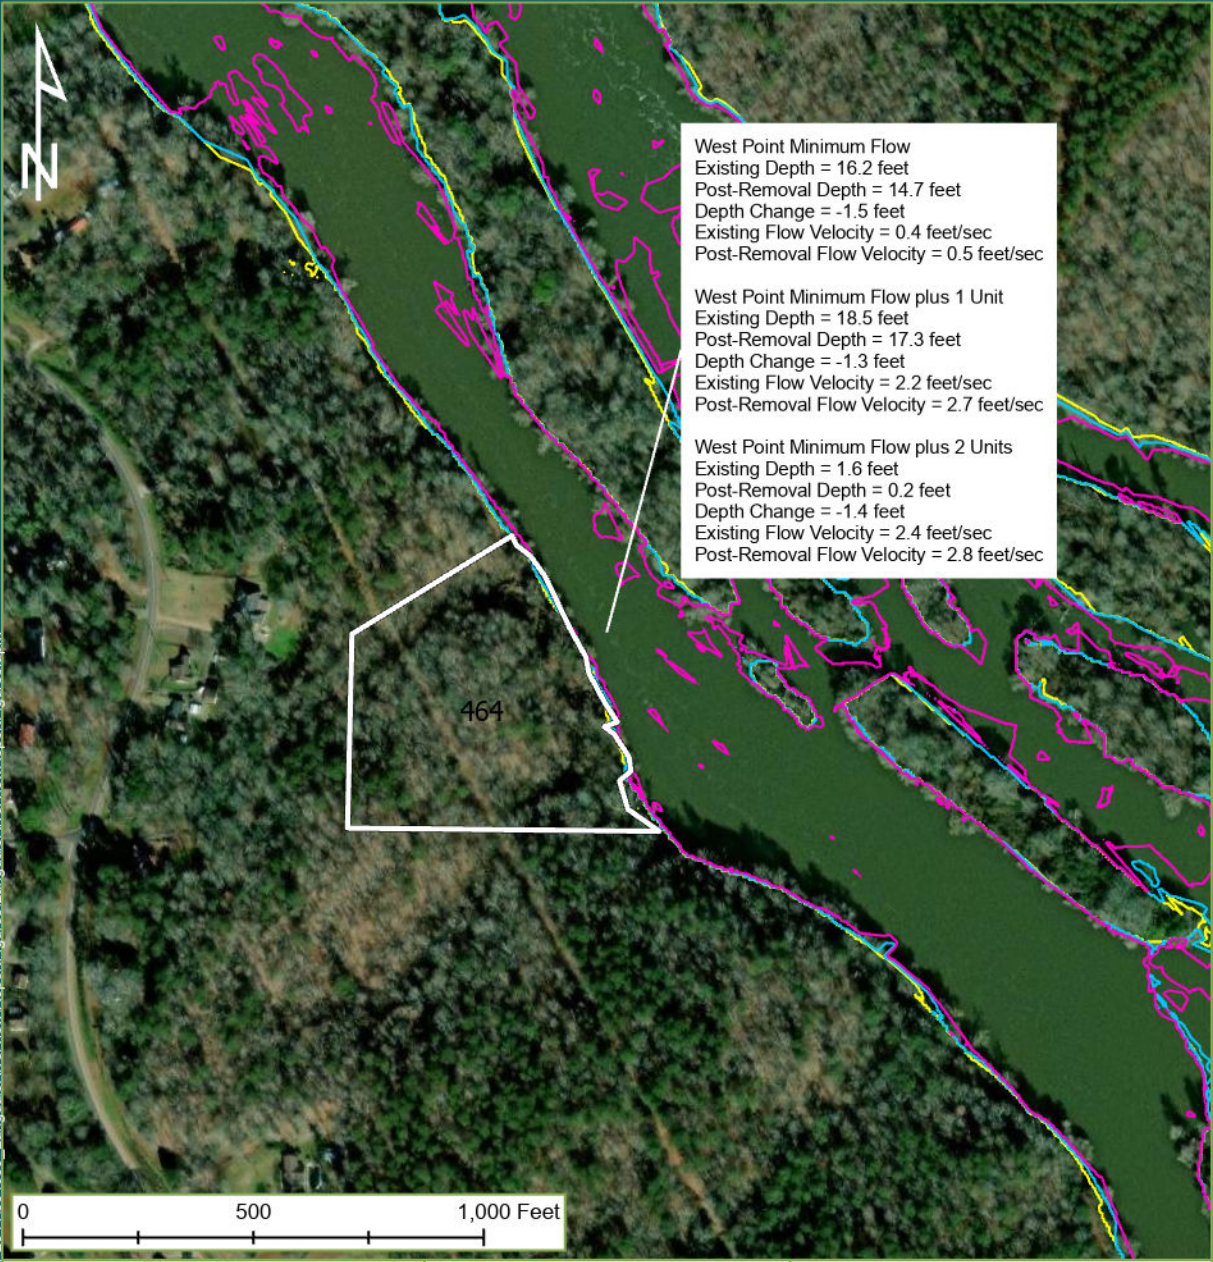 N
West Point Minimum Flow
Existing Depth = 16.2 feet
Post-Removal Depth = 14.7 feet
Depth Change = -1.5 feet
Existing Flow Velocity = 0.4 feet/sec
Post-Removal Flow Velocity = 0.5 feet/sec
West Point Minimum Flow plus 1 Unit
Existing Depth = 18.5 feet
Post-Removal Depth = 17.3 feet
Depth Change = -1.3 feet
Existing Flow Velocity = 2.2 feet/sec
Post-Removal Flow Velocity = 2.7 feet/sec
West Point Minimum Flow plus 2 Units
Existing Depth = 1.6 feet
Post-Removal Depth = 0.2 feet
Depth Change = -1.4 feet
Existing Flow Velocity = 2.4 feet/sec
Post-Removal Flow Velocity = 2.8 feet/sec
464
0 500 1,000 Feet